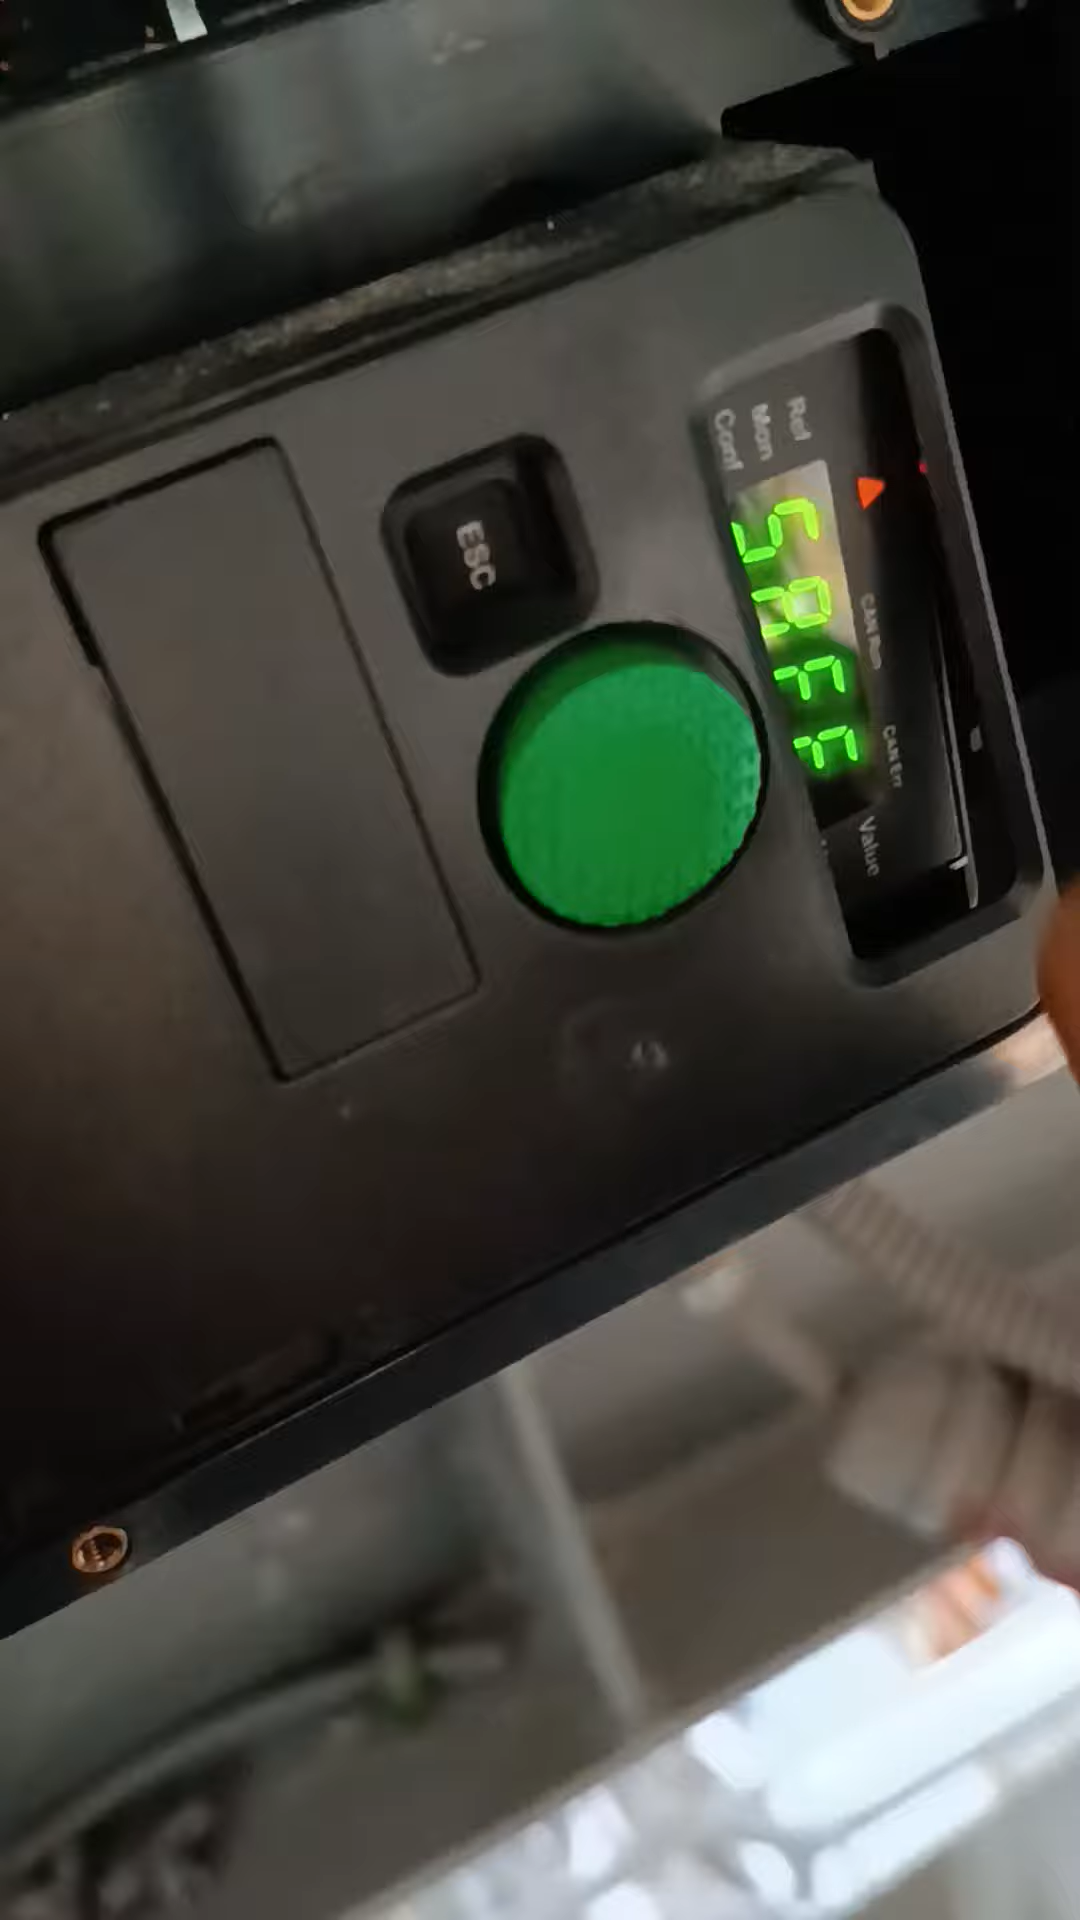 Ref
Mon
Conf
SAFE
CAN Run
CAN Err
Value
ESC